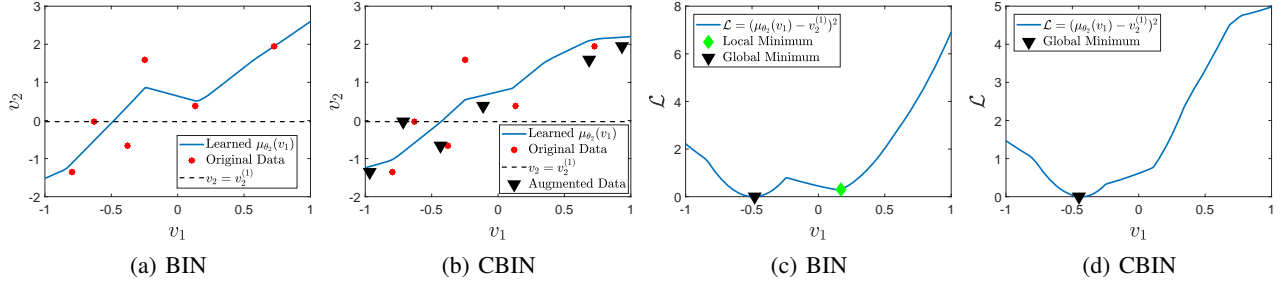 3
2
1
0
-1
-2
v₂
-1 -0.5 0 0.5 1
v₁
Learned μ_θ₂(v₁)
Original Data
v₂ = v₂⁽¹⁾
(a) BIN
3
2
1
0
-1
-2
v₂
-1 -0.5 0 0.5 1
v₁
Learned μ_θ₂(v₁)
Original Data
v₂ = v₂⁽¹⁾
Augmented Data
(b) CBIN
8
6
4
2
0
ℒ
-1 -0.5 0 0.5 1
v₁
ℒ = (μ_θ₂(v₁) − v₂⁽¹⁾)²
Local Minimum
Global Minimum
(c) BIN
5
4
3
2
1
0
ℒ
-1 -0.5 0 0.5 1
v₁
ℒ = (μ_θ₂(v₁) − v₂⁽¹⁾)²
Global Minimum
(d) CBIN